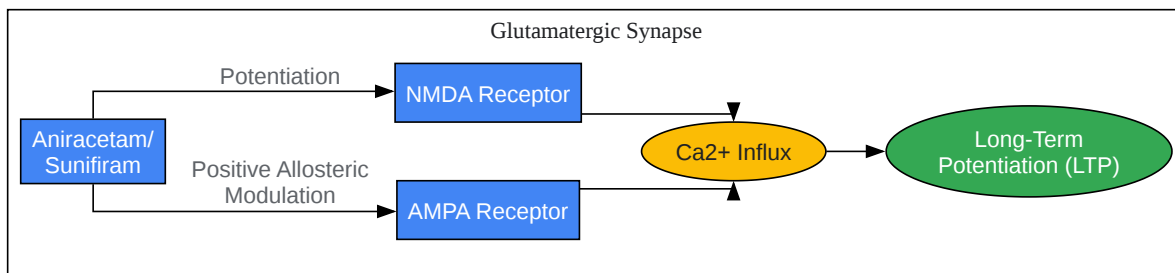 Glutamatergic Synapse
Potentiation
NMDA Receptor
Aniracetam/
Sunifiram
Ca2+ Influx
Long-Term
Potentiation (LTP)
Positive Allosteric
Modulation
AMPA Receptor